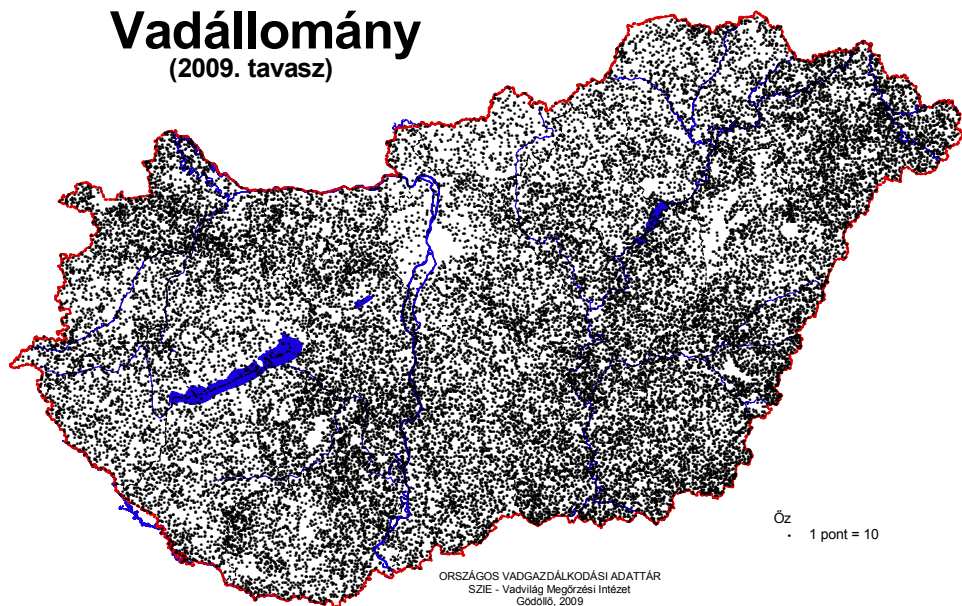 Vadállomány
(2009. tavasz)
Őz
1 pont = 10
ORSZÁGOS VADGAZDÁLKODÁSI ADATTÁR
SZIE - Vadvilág Megőrzési Intézet
Gödöllő, 2009